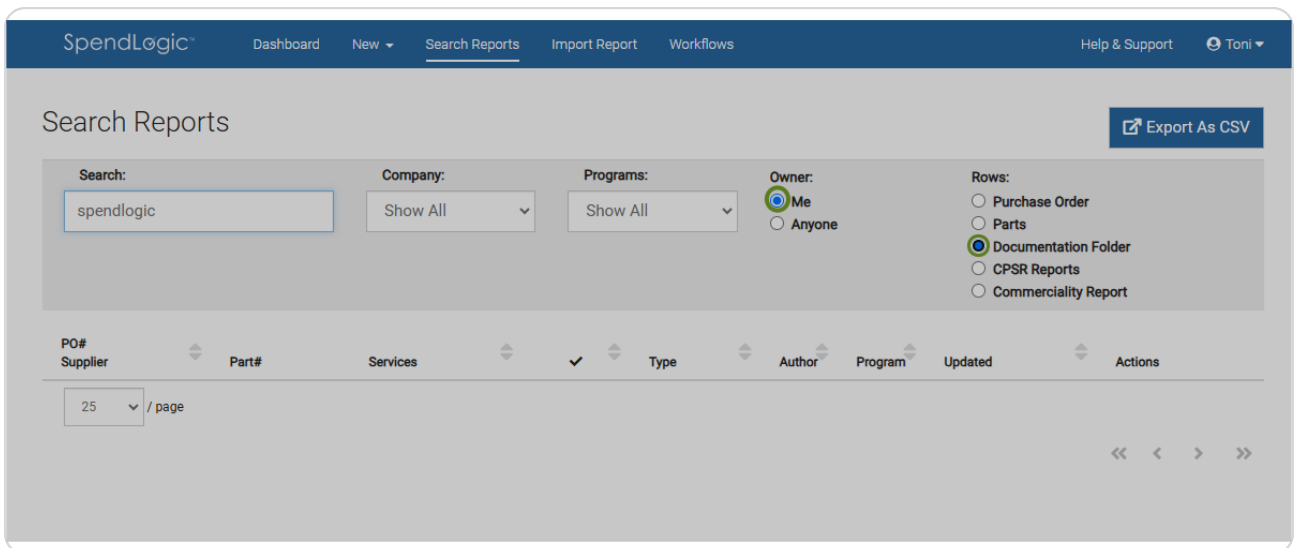 SpendLogic™ Dashboard New Search Reports Import Report Workflows Help & Support Toni
Search Reports
Export As CSV
Search: Company: Programs: Owner: Rows:
spendlogic Show All Show All Me Purchase Order
Anyone Parts
Documentation Folder
CPSR Reports
Commerciality Report
PO#
Supplier Part# Services Type Author Program Updated Actions
25 / page